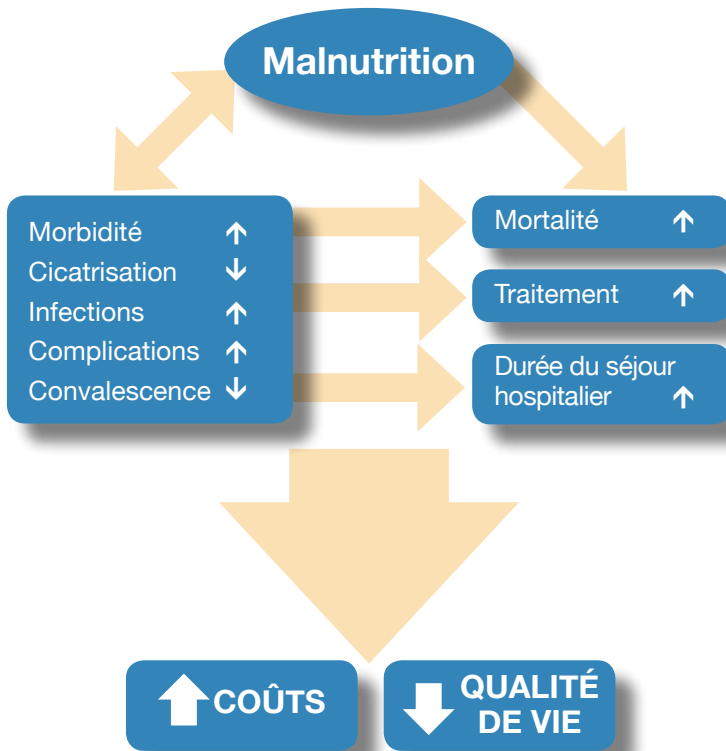 Malnutrition
Morbidité ↑
Cicatrisation ↓
Infections ↑
Complications ↑
Convalescence ↓
Mortalité ↑
Traitement ↑
Durée du séjour
hospitalier ↑
↑ COÛTS
↓ QUALITÉ
DE VIE